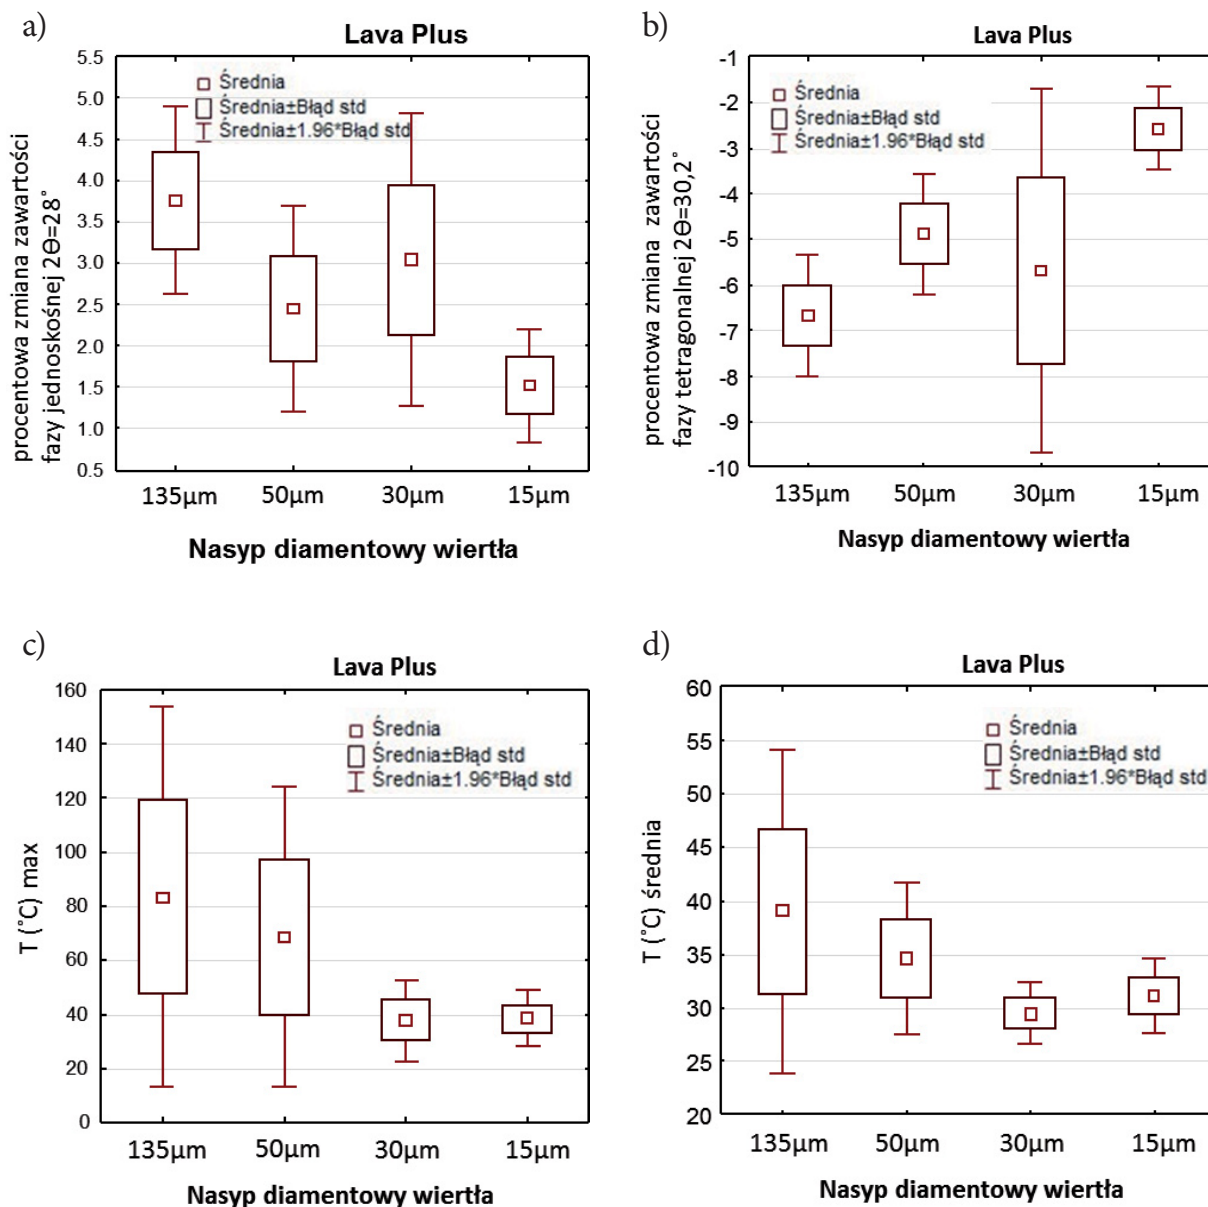 a)
Lava Plus
procentowa zmiana zawartości
fazy jednoskośnej 2Θ=28˚
5.5
5.0
4.5
4.0
3.5
3.0
2.5
2.0
1.5
1.0
0.5
Średnia
Średnia±Błąd std
Średnia±1.96*Błąd std
135µm
50µm
30µm
15µm
Nasyp diamentowy wiertła
b)
Lava Plus
procentowa zmiana zawartości
fazy tetragonalnej 2Θ=30,2˚
-1
-2
-3
-4
-5
-6
-7
-8
-9
-10
Średnia
Średnia±Błąd std
Średnia±1.96*Błąd std
135µm
50µm
30µm
15µm
Nasyp diamentowy wiertła
c)
Lava Plus
T (˚C) max
160
140
120
100
80
60
40
20
0
Średnia
Średnia±Błąd std
Średnia±1.96*Błąd std
135µm
50µm
30µm
15µm
Nasyp diamentowy wiertła
d)
Lava Plus
T (˚C) średnia
60
55
50
45
40
35
30
25
20
Średnia
Średnia±Błąd std
Średnia±1.96*Błąd std
135µm
50µm
30µm
15µm
Nasyp diamentowy wiertła